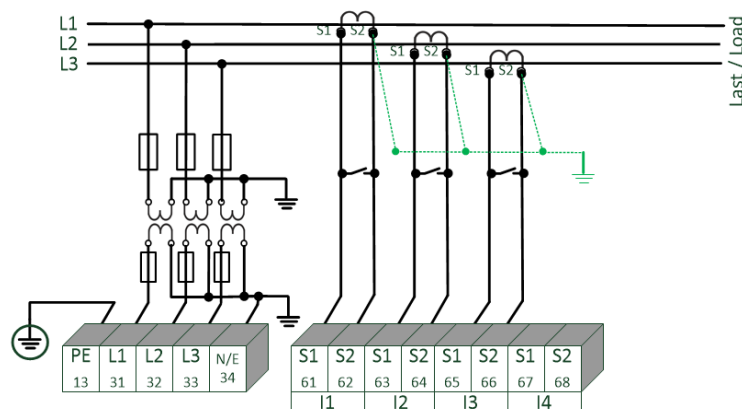 L1
L2
L3
S1 S2
S1 S2
S1 S2
Last / Load
PE L1 L2 L3 N/E
13 31 32 33 34
S1 S2 S1 S2 S1 S2 S1 S2
61 62 63 64 65 66 67 68
I1 I2 I3 I4